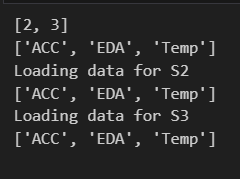 [2, 3]
['ACC', 'EDA', 'Temp']
Loading data for S2
['ACC', 'EDA', 'Temp']
Loading data for S3
['ACC', 'EDA', 'Temp']